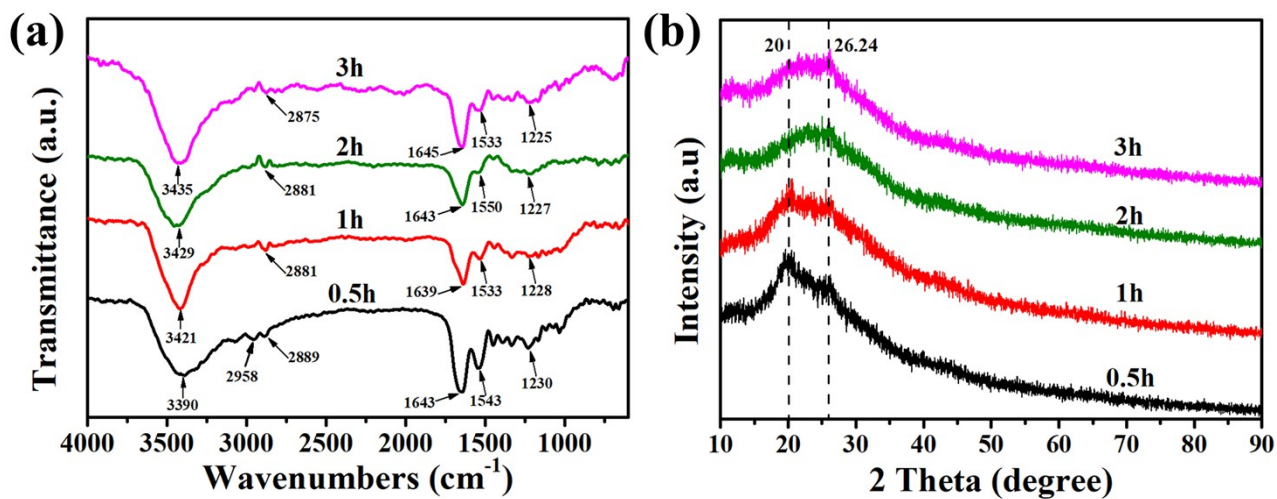 (a)
Transmittance (a.u.)
3h
2875
1645
1533
1225
3435
2h
2881
1643
1550
1227
3429
1h
2881
1639
1533
1228
3421
0.5h
2958
2889
1643
1543
1230
3390
4000 3500 3000 2500 2000 1500 1000
Wavenumbers (cm⁻¹)
(b)
Intensity (a.u)
20
26.24
3h
2h
1h
0.5h
10 20 30 40 50 60 70 80 90
2 Theta (degree)